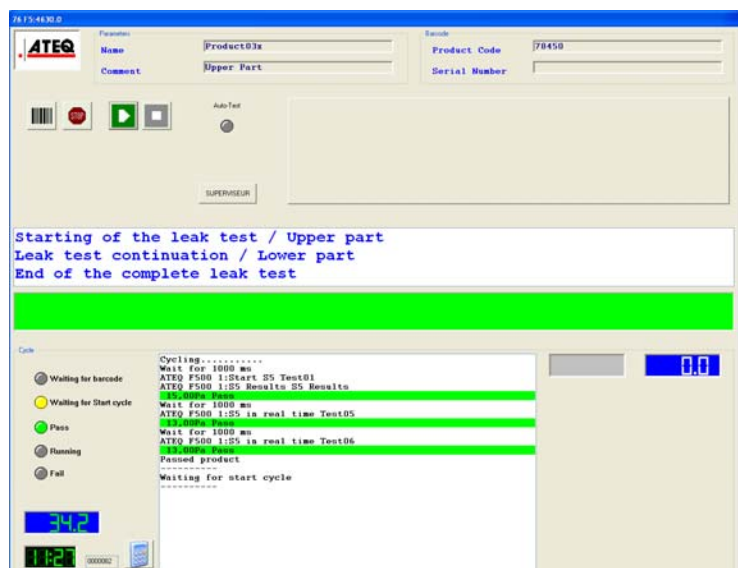 76 F5:4630.0
Parameters
Barcode
ATEQ
Name
Product03x
Product Code
78450
Comment
Upper Part
Serial Number
STOP
Auto-Test
SUPERVISEUR
Starting of the leak test / Upper part
Leak test continuation / Lower part
End of the complete leak test
Cycle
Cycling...........
Wait for 1000 ms
ATEQ F500 1:Start S5 Test01
ATEQ F500 1:S5 Results S5 Results
15.00Pa Pass
Wait for 1000 ms
ATEQ F500 1:S5 in real time Test05
13.00Pa Pass
Wait for 1000 ms
ATEQ F500 1:S5 in real time Test06
13.00Pa Pass
Passed product
----------
Waiting for start cycle
----------
Waiting for barcode
Waiting for Start cycle
Pass
Running
Fail
0.0
34.2
11:27
0000002